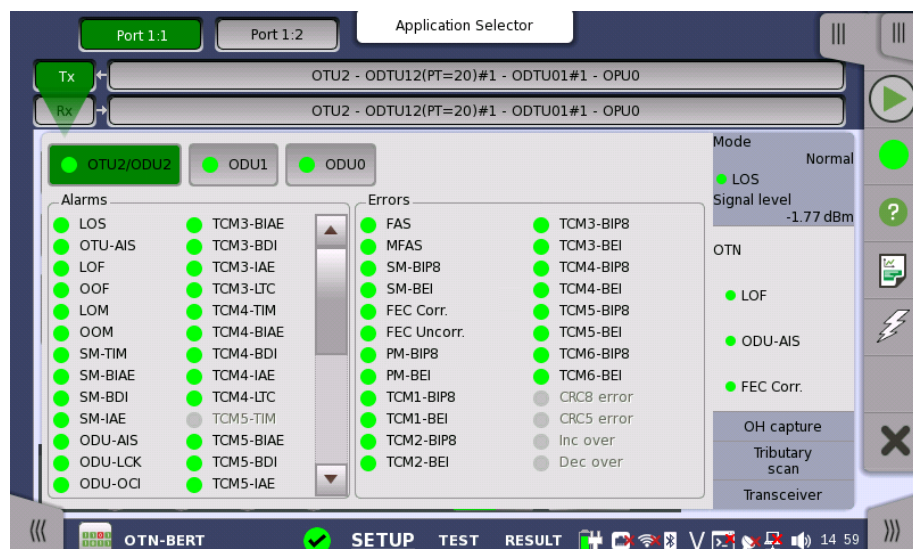 Application Selector
Port 1:1
Port 1:2
Tx
OTU2 - ODTU12(PT=20)#1 - ODTU01#1 - OPU0
Rx
OTU2 - ODTU12(PT=20)#1 - ODTU01#1 - OPU0
OTU2/ODU2
ODU1
ODU0
Alarms
LOS
OTU-AIS
LOF
OOF
LOM
OOM
SM-TIM
SM-BIAE
SM-BDI
SM-IAE
ODU-AIS
ODU-LCK
ODU-OCI
TCM3-BIAE
TCM3-BDI
TCM3-IAE
TCM3-LTC
TCM4-TIM
TCM4-BIAE
TCM4-BDI
TCM4-IAE
TCM4-LTC
TCM5-TIM
TCM5-BIAE
TCM5-BDI
TCM5-IAE
Errors
FAS
MFAS
SM-BIP8
SM-BEI
FEC Corr.
FEC Uncorr.
PM-BIP8
PM-BEI
TCM1-BIP8
TCM1-BEI
TCM2-BIP8
TCM2-BEI
TCM3-BIP8
TCM3-BEI
TCM4-BIP8
TCM4-BEI
TCM5-BIP8
TCM5-BEI
TCM6-BIP8
TCM6-BEI
CRC8 error
CRC5 error
Inc over
Dec over
Mode
Normal
LOS
Signal level
-1.77 dBm
OTN
LOF
ODU-AIS
FEC Corr.
OH capture
Tributary
scan
Transceiver
OTN-BERT
SETUP
TEST
RESULT
14 59